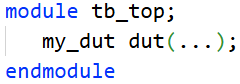 module tb_top;
my_dut dut(...);
endmodule